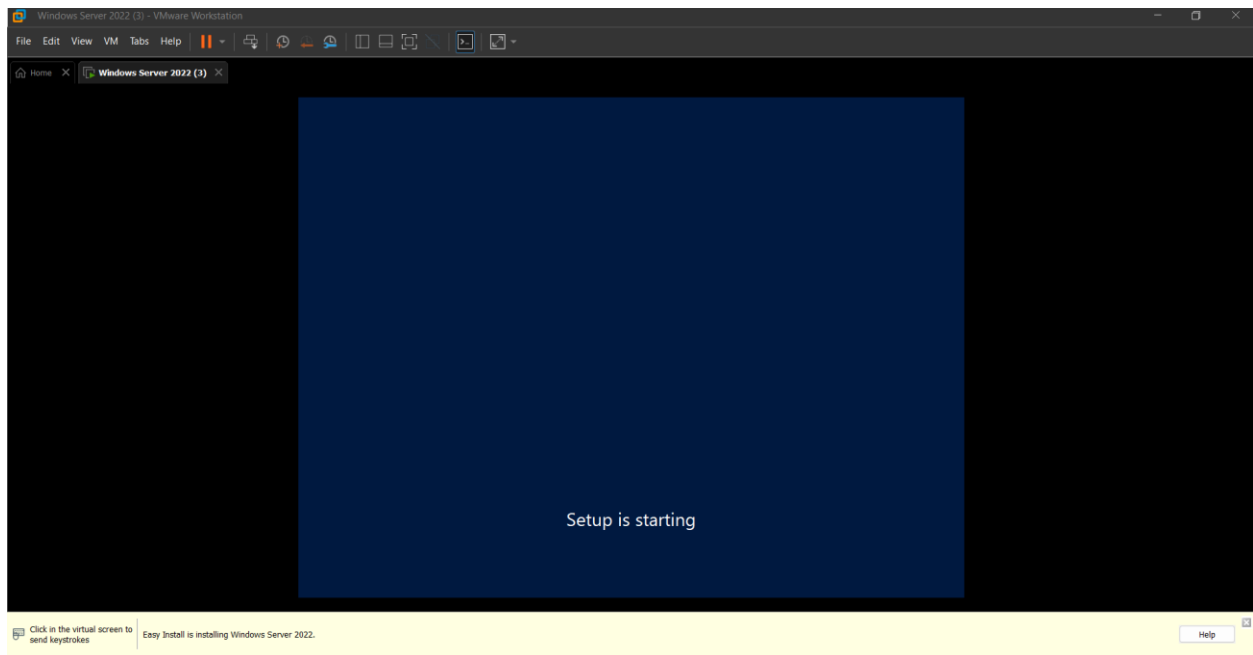 Windows Server 2022 (3) - VMware Workstation
File Edit View VM Tabs Help
Home Windows Server 2022 (3)
Setup is starting
Click in the virtual screen to
send keystrokes
Easy Install is installing Windows Server 2022.
Help